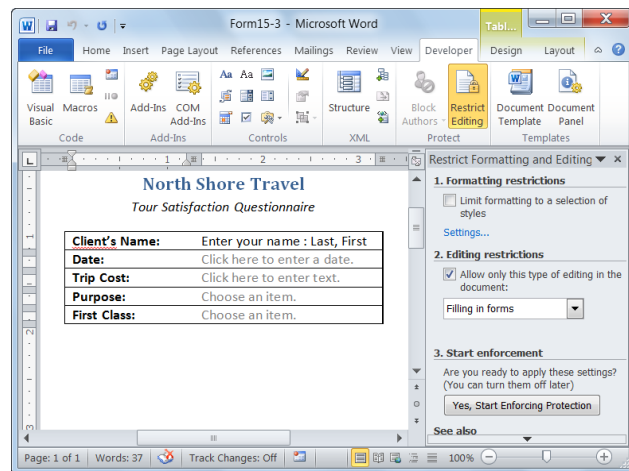 Form15-3 - Microsoft Word
Tabl...
File Home Insert Page Layout References Mailings Review View Developer Design Layout
Visual Basic
Macros
Add-Ins
COM Add-Ins
Aa Aa
Structure
Block Authors
Restrict Editing
Document Template
Document Panel
Code Add-Ins Controls XML Protect Templates
1 2 3
North Shore Travel
Tour Satisfaction Questionnaire
Client's Name: Enter your name : Last, First
Date: Click here to enter a date.
Trip Cost: Click here to enter text.
Purpose: Choose an item.
First Class: Choose an item.
Restrict Formatting and Editing
1. Formatting restrictions
Limit formatting to a selection of
styles
Settings...
2. Editing restrictions
Allow only this type of editing in the
document:
Filling in forms
3. Start enforcement
Are you ready to apply these settings?
(You can turn them off later)
Yes, Start Enforcing Protection
See also
Page: 1 of 1 Words: 37 Track Changes: Off 100%